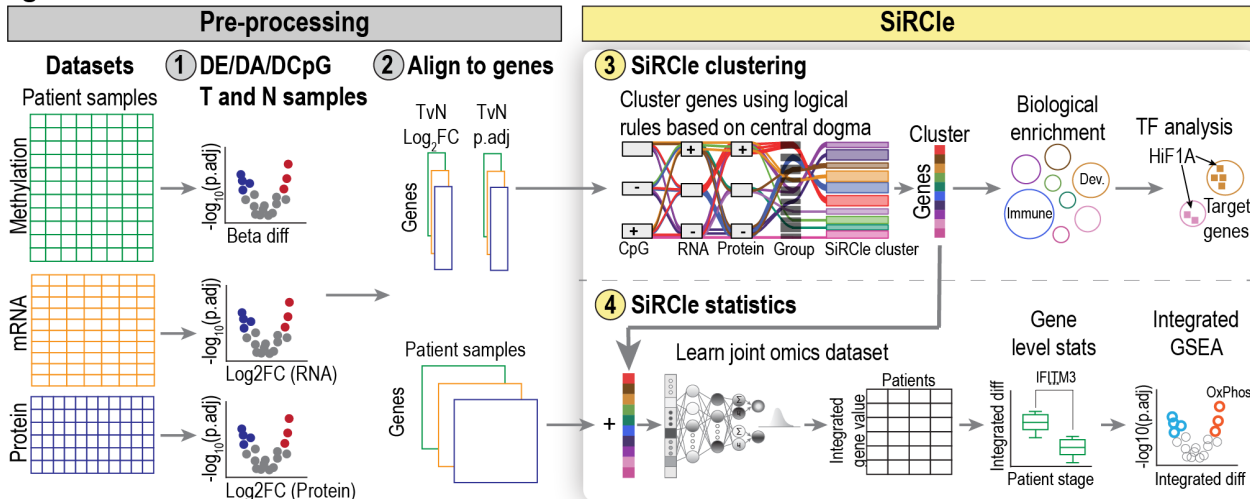 Pre-processing
SiRCle
Datasets
Patient samples
Methylation
mRNA
Protein
1 DE/DA/DCpG
T and N samples
-log10(p.adj)
Beta diff
-log10(p.adj)
Log2FC (RNA)
-log10(p.adj)
Log2FC (Protein)
2 Align to genes
TvN
Log2FC
TvN
p.adj
Genes
Patient samples
Genes
3 SiRCle clustering
Cluster genes using logical
rules based on central dogma
+ +
-
+ - -
CpG RNA Protein Group SiRCle cluster
Cluster
Genes
Biological
enrichment
Dev.
Immune
TF analysis
HiF1A
Target
genes
4 SiRCle statistics
Learn joint omics dataset
+
Patients
Integrated
gene value
Gene
level stats
IFITM3
Integrated diff
Patient stage
Integrated
GSEA
OxPhos
-log10(p.adj)
Integrated diff